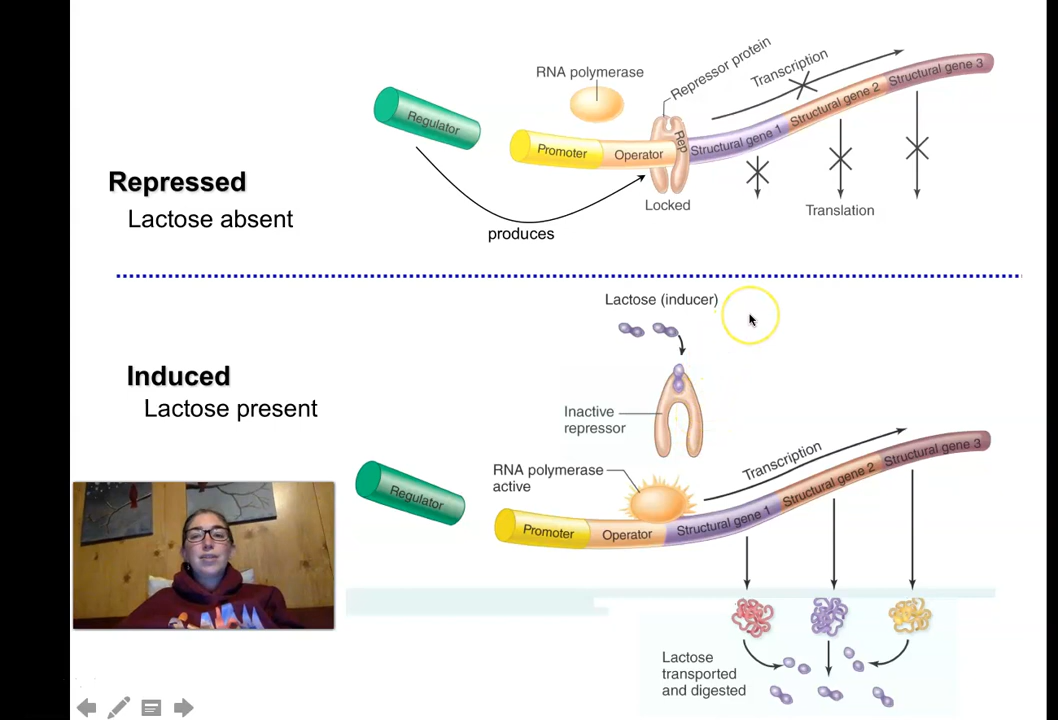 Repressed
Lactose absent
Regulator
produces
RNA polymerase
Repressor protein
Transcription
Promoter
Operator
Rep
Structural gene 1
Structural gene 2
Structural gene 3
Locked
Translation
Induced
Lactose present
Lactose (inducer)
Inactive
repressor
RNA polymerase
active
Transcription
Regulator
Promoter
Operator
Structural gene 1
Structural gene 2
Structural gene 3
Lactose
transported
and digested